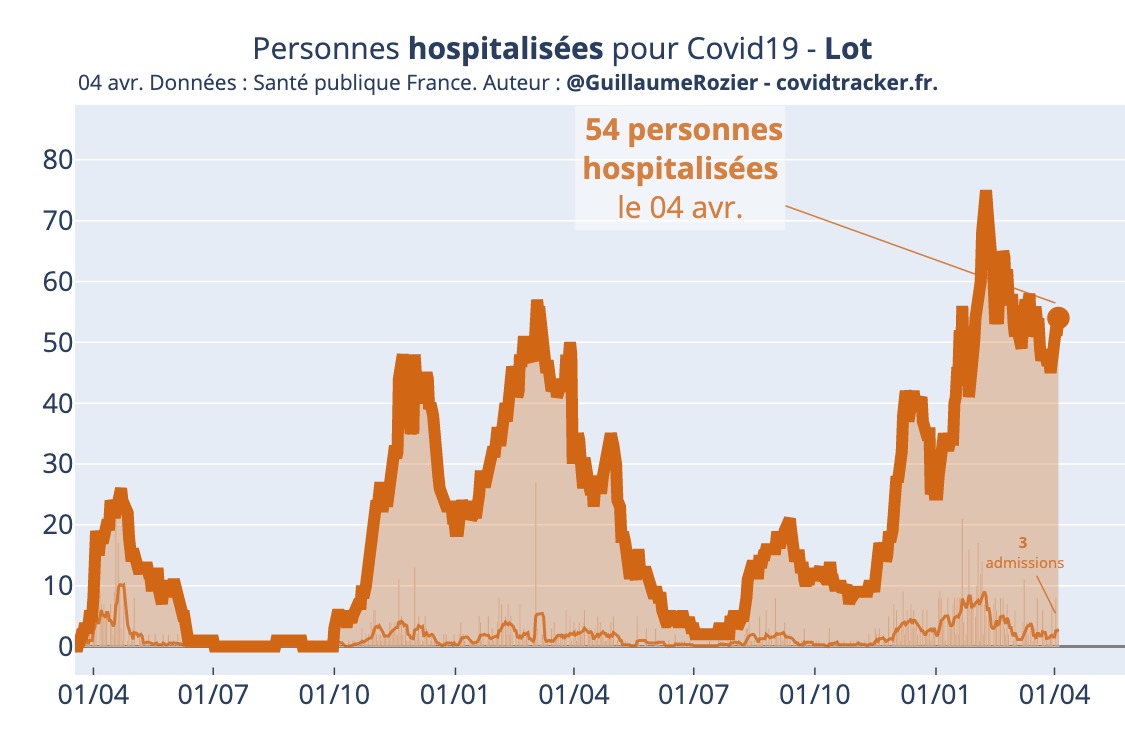 Personnes hospitalisées pour Covid19 - Lot
04 avr. Données : Santé publique France. Auteur : @GuillaumeRozier - covidtracker.fr.
54 personnes
hospitalisées
le 04 avr.
80
70
60
50
40
30
20
10
0
3
admissions
01/04 01/07 01/10 01/01 01/04 01/07 01/10 01/01 01/04